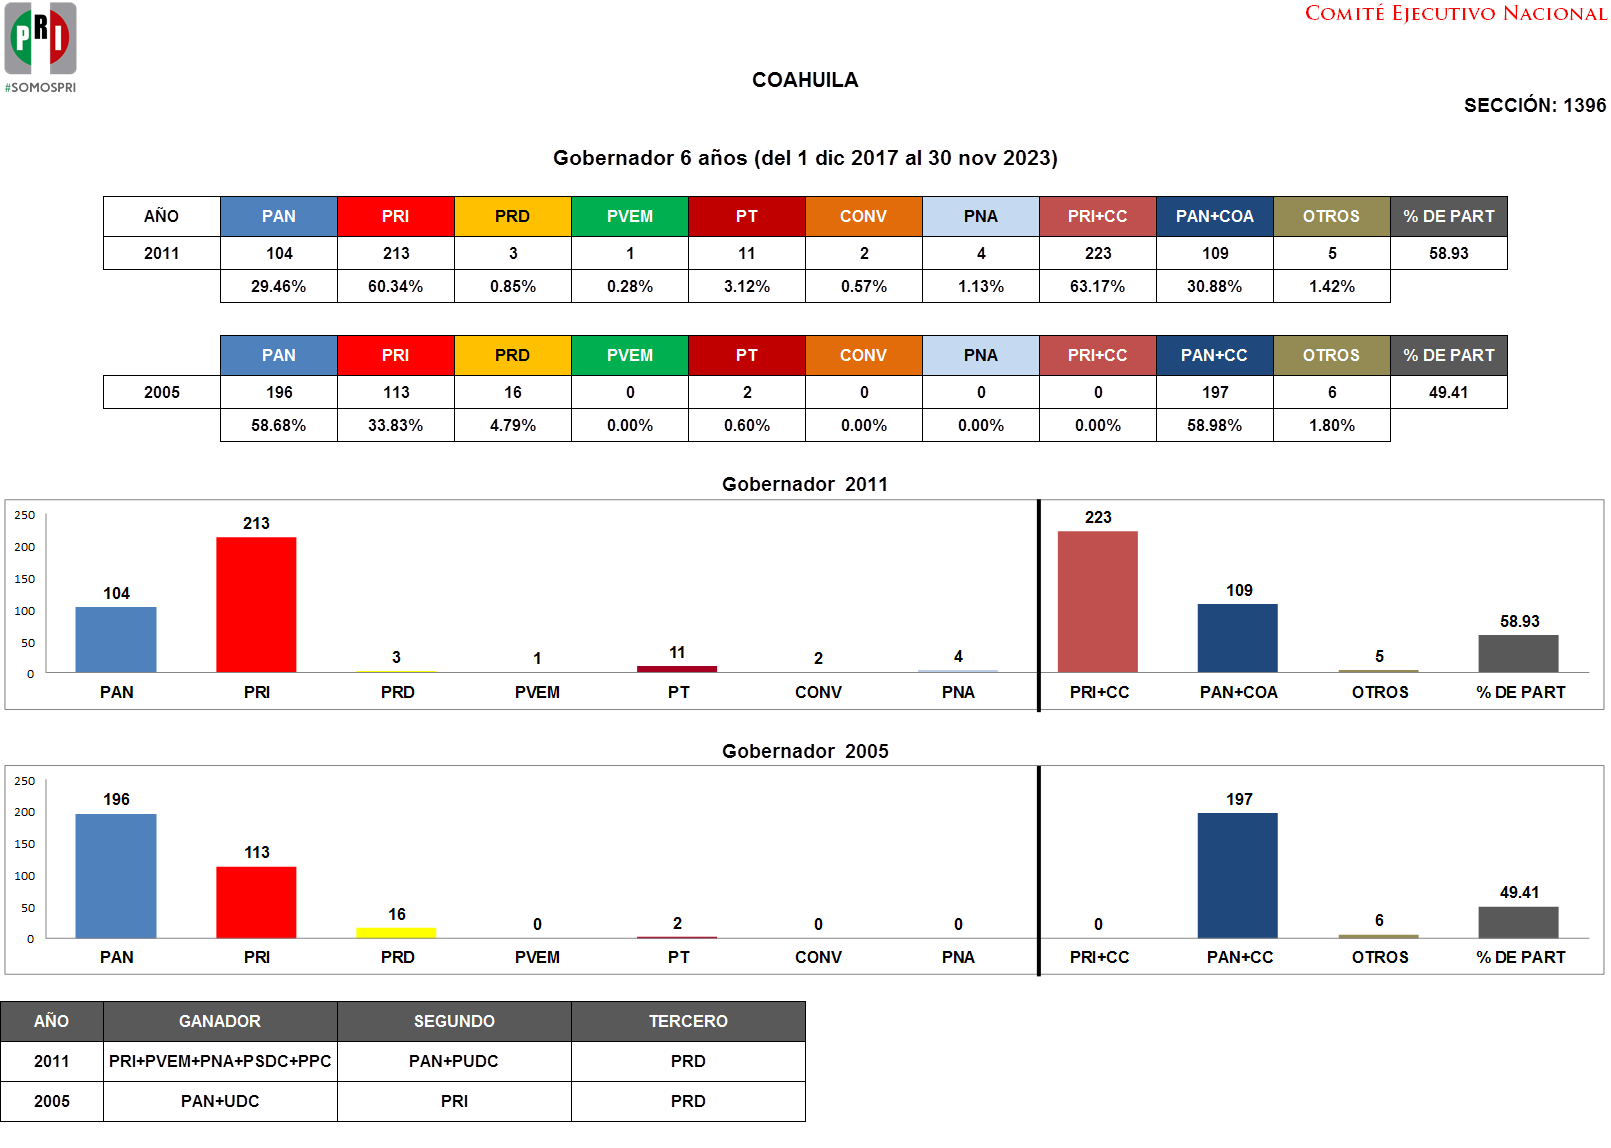 PRI
#SOMOSPRI
COMITÉ EJECUTIVO NACIONAL
COAHUILA
SECCIÓN: 1396
Gobernador 6 años (del 1 dic 2017 al 30 nov 2023)
AÑO PAN PRI PRD PVEM PT CONV PNA PRI+CC PAN+COA OTROS % DE PART
2011 104 213 3 1 11 2 4 223 109 5 58.93
29.46% 60.34% 0.85% 0.28% 3.12% 0.57% 1.13% 63.17% 30.88% 1.42%
PAN PRI PRD PVEM PT CONV PNA PRI+CC PAN+CC OTROS % DE PART
2005 196 113 16 0 2 0 0 0 197 6 49.41
58.68% 33.83% 4.79% 0.00% 0.60% 0.00% 0.00% 0.00% 58.98% 1.80%
Gobernador 2011
250
200
150
100
50
0
104 213 3 1 11 2 4 223 109 5 58.93
PAN PRI PRD PVEM PT CONV PNA PRI+CC PAN+COA OTROS % DE PART
Gobernador 2005
250
200
150
100
50
0
196 113 16 0 2 0 0 0 197 6 49.41
PAN PRI PRD PVEM PT CONV PNA PRI+CC PAN+CC OTROS % DE PART
AÑO GANADOR SEGUNDO TERCERO
2011 PRI+PVEM+PNA+PSDC+PPC PAN+PUDC PRD
2005 PAN+UDC PRI PRD